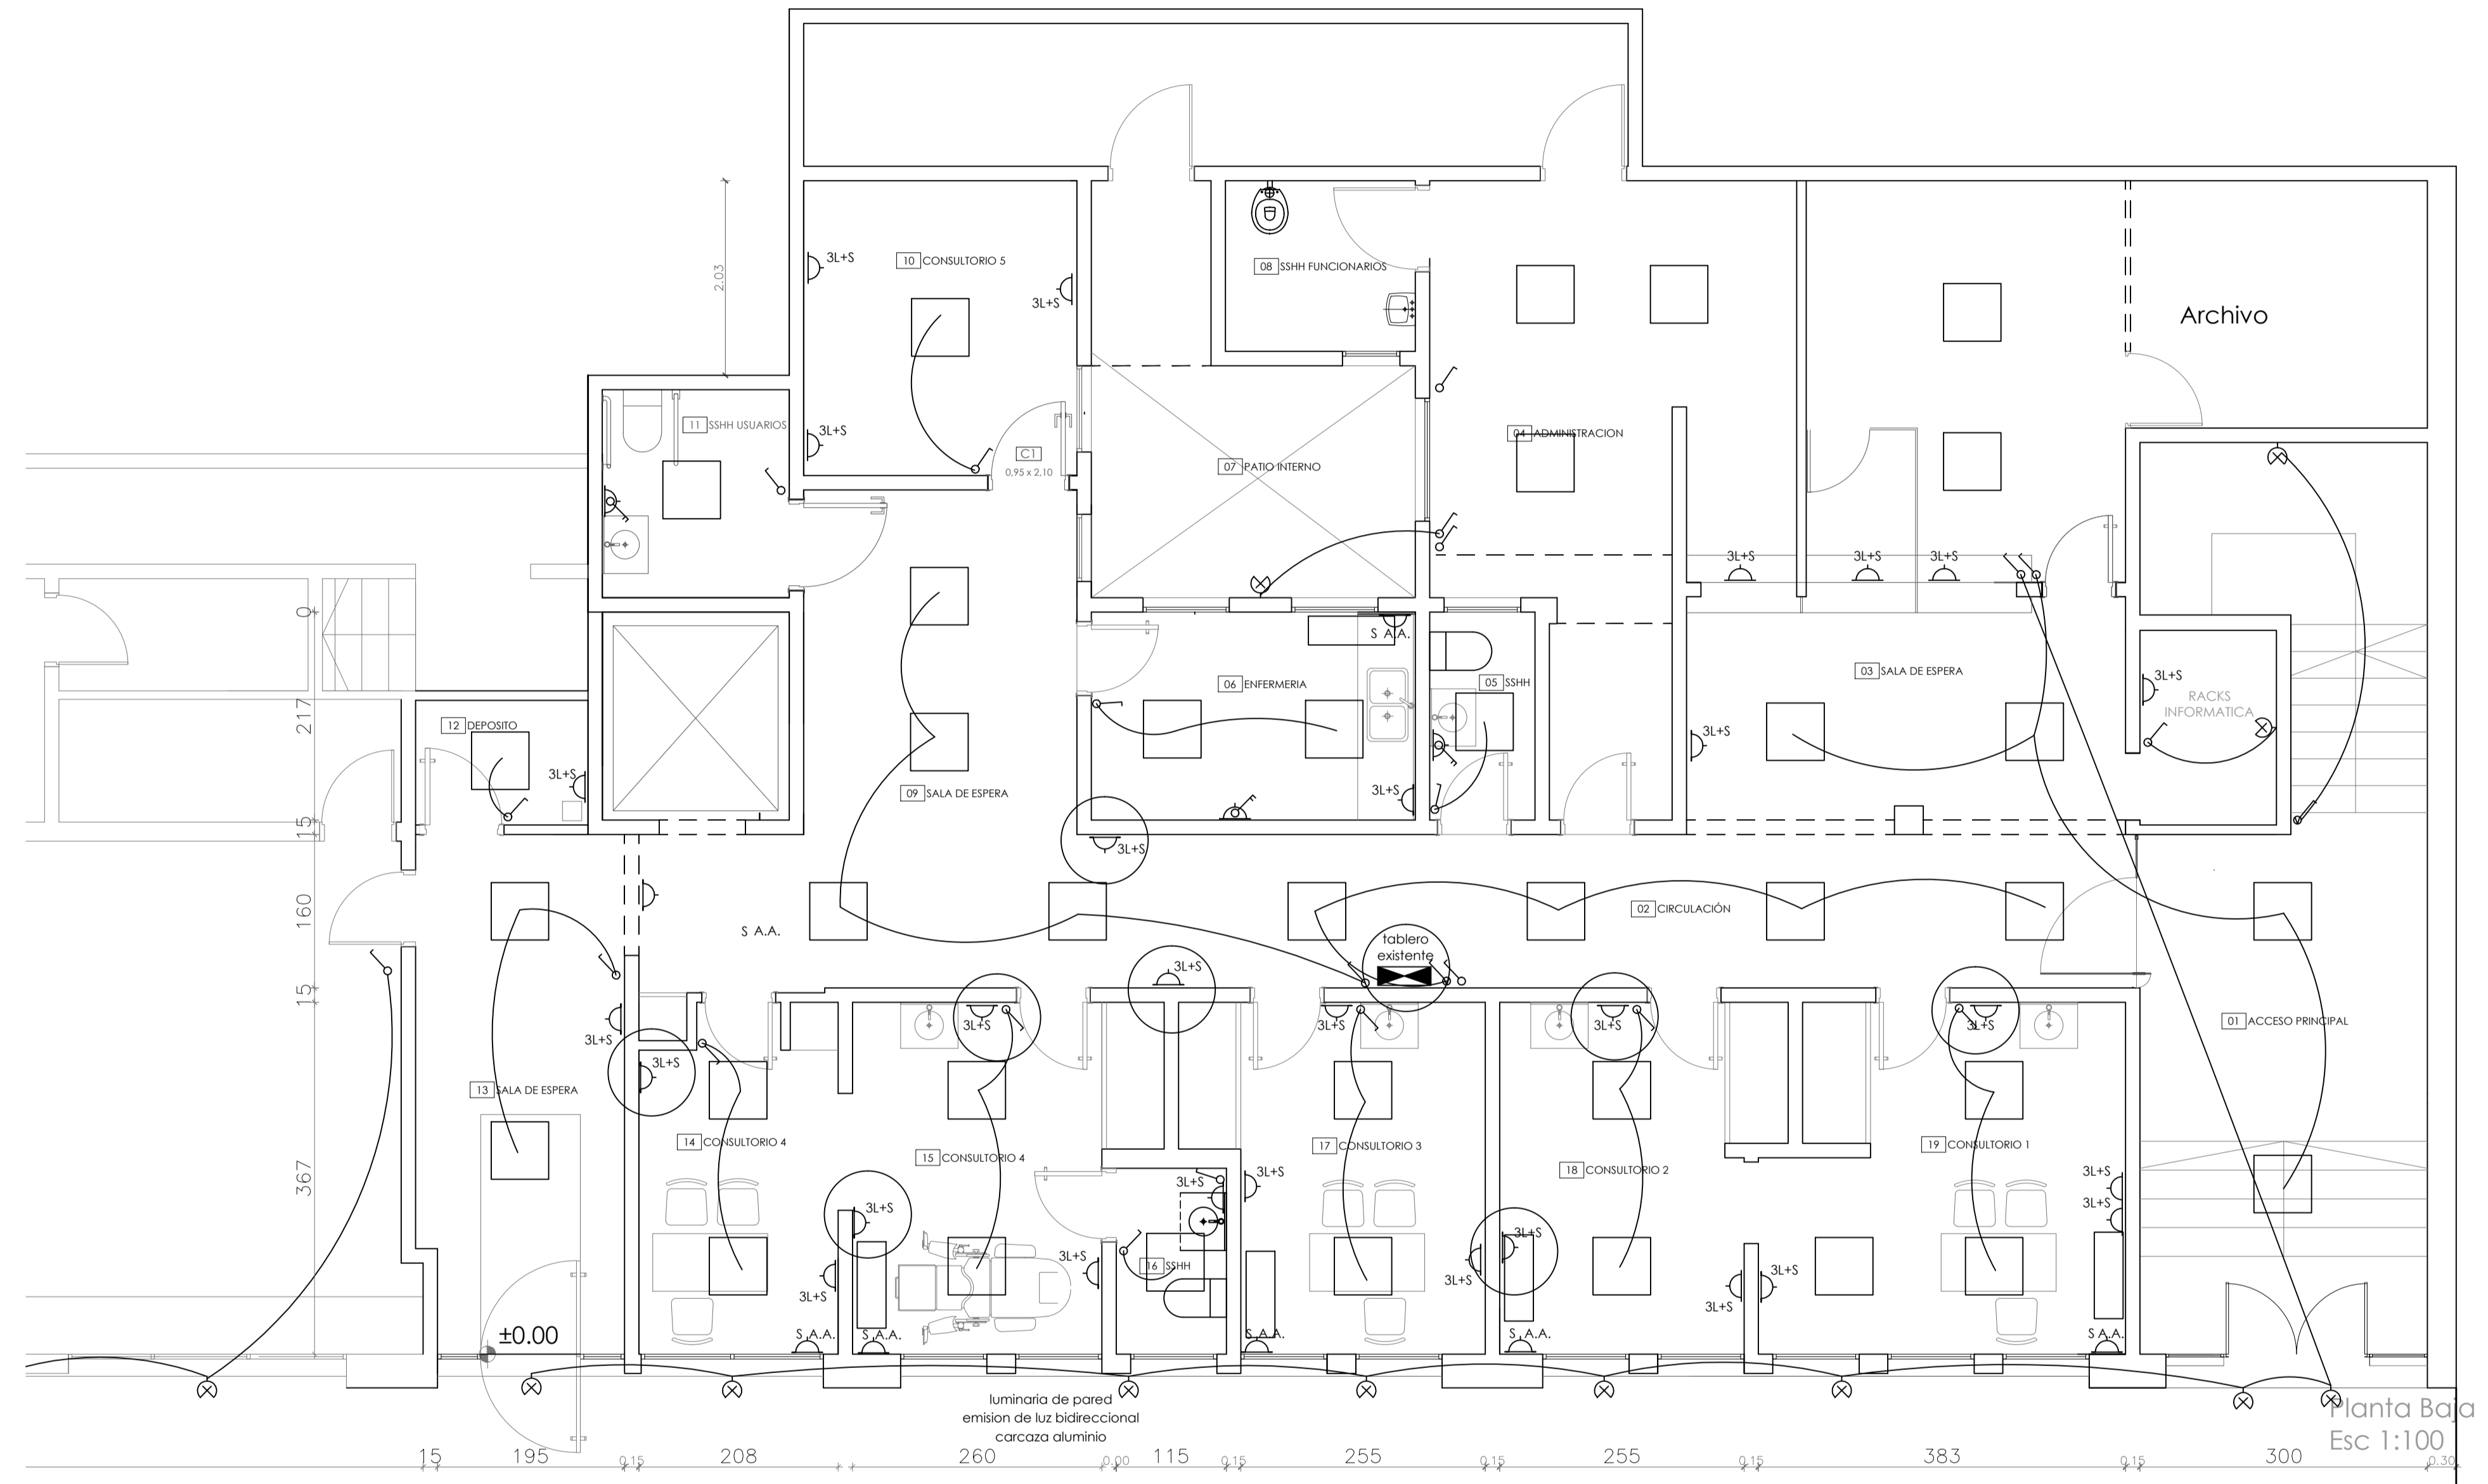 2.03
3L+S
10 CONSULTORIO 5
3L+S
08 SSHH FUNCIONARIOS
Archivo
11 SSHH USUARIOS
3L+S
C1
0,95 x 2,10
07 PATIO INTERNO
04 ADMINISTRACION
3L+S
3L+S
3L+S
0
S A.A.
06 ENFERMERIA
05 SSHH
03 SALA DE ESPERA
3L+S
RACKS
INFORMATICA
217
12 DEPOSITO
3L+S
3L+S
09 SALA DE ESPERA
3L+S
15
3L+S
160
S A.A.
02 CIRCULACIÓN
tablero
existente
3L+S
15
3L+S
3L+S
3L+S
3L+S
3L+S
01 ACCESO PRINCIPAL
3L+S
13 SALA DE ESPERA
14 CONSULTORIO 4
15 CONSULTORIO 4
17 CONSULTORIO 3
18 CONSULTORIO 2
19 CONSULTORIO 1
367
3L+S
3L+S
3L+S
3L+S
3L+S
3L+S
3L+S
16 SSHH
3L+S
3L+S
3L+S
3L+S
±0.00
S A.A.
S A.A.
S A.A.
S A.A.
S A.A.
luminaria de pared
emision de luz bidireccional
carcaza aluminio
Planta Baja
Esc 1:100
15
195
0.15
208
260
0.00
115
0.15
255
0.15
255
0.15
383
0.15
300
0.30